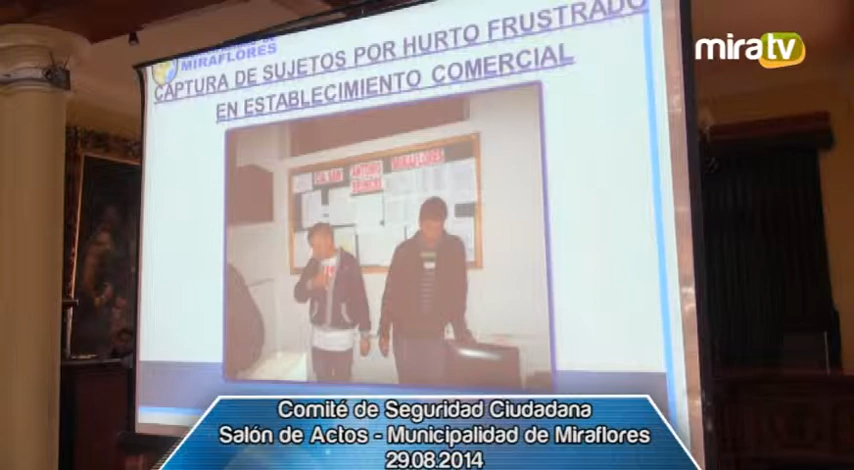 miratv
MIRAFLORES
CAPTURA DE SUJETOS POR HURTO FRUSTRADO
EN ESTABLECIMIENTO COMERCIAL
MIRAFLORES
Comité de Seguridad Ciudadana
Salón de Actos - Municipalidad de Miraflores
29.08.2014